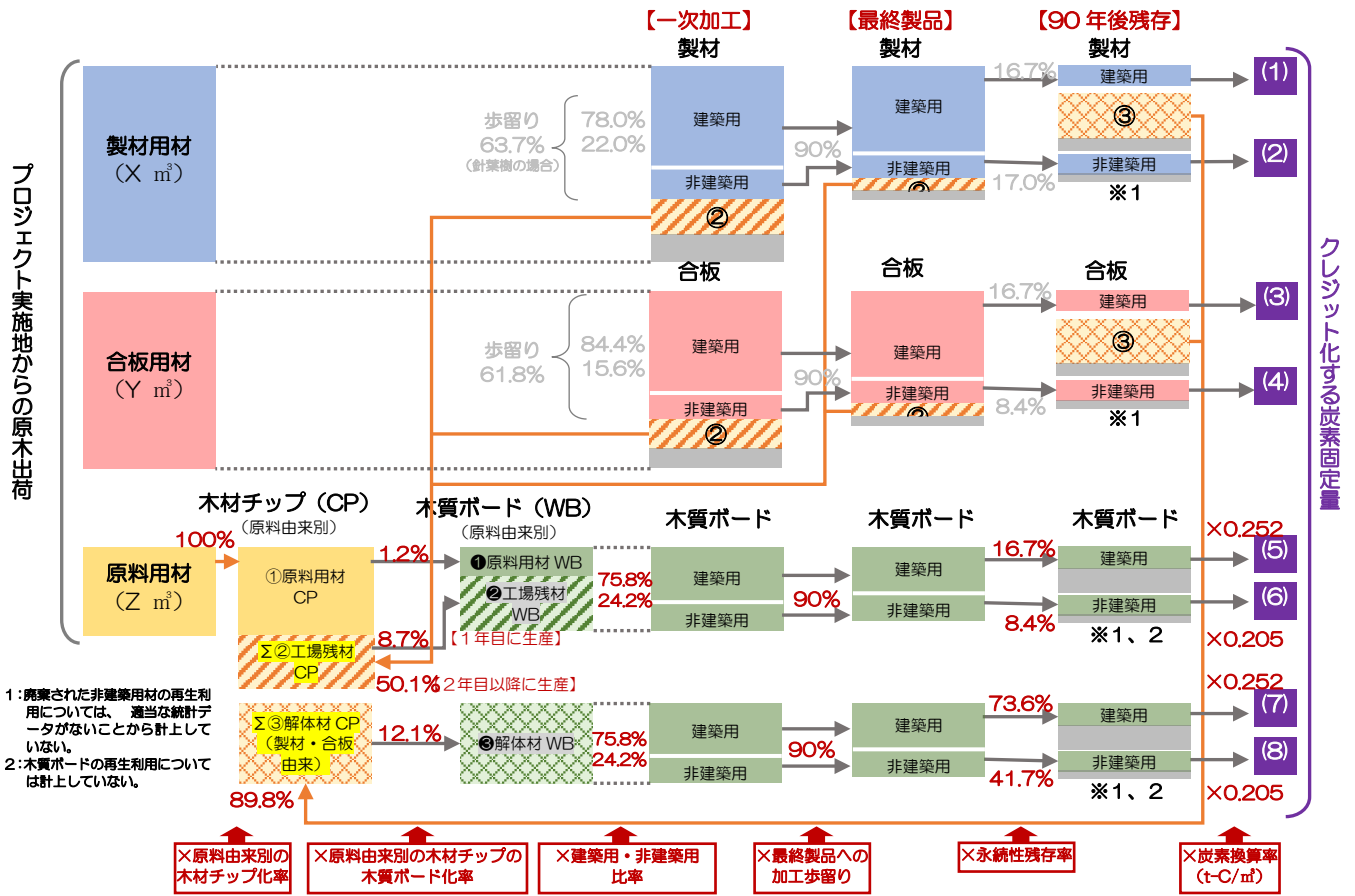 【一次加工】
【最終製品】
【90 年後残存】
製材
製材
製材
プロジェクト実施地からの原木出荷
製材用材
（X ㎥）
歩留り
63.7%
（針葉樹の場合）
78.0%
22.0%
建築用
非建築用
②
90%
建築用
非建築用
②
16.7%
17.0%
建築用
③
非建築用
※1
(1)
(2)
合板
合板
合板
合板用材
（Y ㎥）
歩留り
61.8%
84.4%
15.6%
建築用
非建築用
②
90%
建築用
非建築用
②
16.7%
8.4%
建築用
③
非建築用
※1
(3)
(4)
クレジット化する炭素固定量
木材チップ（CP）
（原料由来別）
木質ボード（WB）
（原料由来別）
木質ボード
木質ボード
木質ボード
原料用材
（Z ㎥）
100%
①原料用材
CP
Σ②工場残材
CP
1.2%
8.7%
50.1%
❶原料用材 WB
❷工場残材
WB
【１年目に生産】
【２年目以降に生産】
75.8%
24.2%
建築用
非建築用
90%
建築用
非建築用
16.7%
8.4%
建築用
非建築用
※1、2
×0.252
(5)
(6)
×0.205
Σ③解体材 CP
（製材・合板
由来）
89.8%
12.1%
❸解体材 WB
75.8%
24.2%
建築用
非建築用
90%
建築用
非建築用
73.6%
41.7%
建築用
非建築用
※1、2
×0.252
(7)
(8)
×0.205
1：廃棄された非建築用材の再生利
用については、　適当な統計デ
ータがないことから計上して
いない。
2：木質ボードの再生利用について
は計上していない。
×原料由来別の
木材チップ化率
×原料由来別の木材チップの
木質ボード化率
×建築用・非建築用
比率
×最終製品への
加工歩留り
×永続性残存率
×炭素換算率
（t-C/㎥）